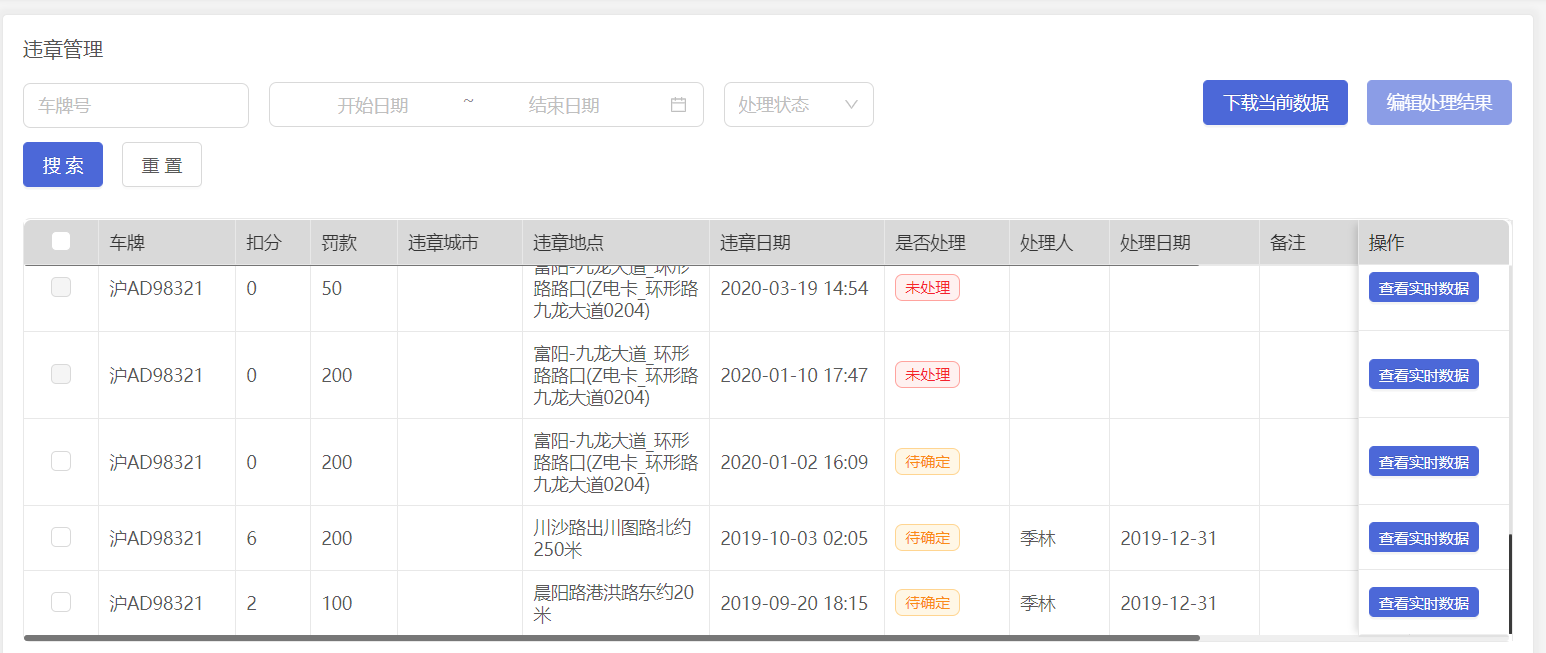 违章管理
车牌号 开始日期 ~ 结束日期 处理状态 下载当前数据 编辑处理结果
搜 索 重 置
车牌 扣分 罚款 违章城市 违章地点 违章日期 是否处理 处理人 处理日期 备注 操作
富阳-九龙大道_环形
沪AD98321 0 50 路路口(Z电卡_环形路 2020-03-19 14:54 未处理 查看实时数据
九龙大道0204)
富阳-九龙大道_环形
沪AD98321 0 200 路路口(Z电卡_环形路 2020-01-10 17:47 未处理 查看实时数据
九龙大道0204)
富阳-九龙大道_环形
沪AD98321 0 200 路路口(Z电卡_环形路 2020-01-02 16:09 待确定 查看实时数据
九龙大道0204)
川沙路出川图路北约
沪AD98321 6 200 250米 2019-10-03 02:05 待确定 季林 2019-12-31 查看实时数据
晨阳路港洪路东约20
沪AD98321 2 100 米 2019-09-20 18:15 待确定 季林 2019-12-31 查看实时数据